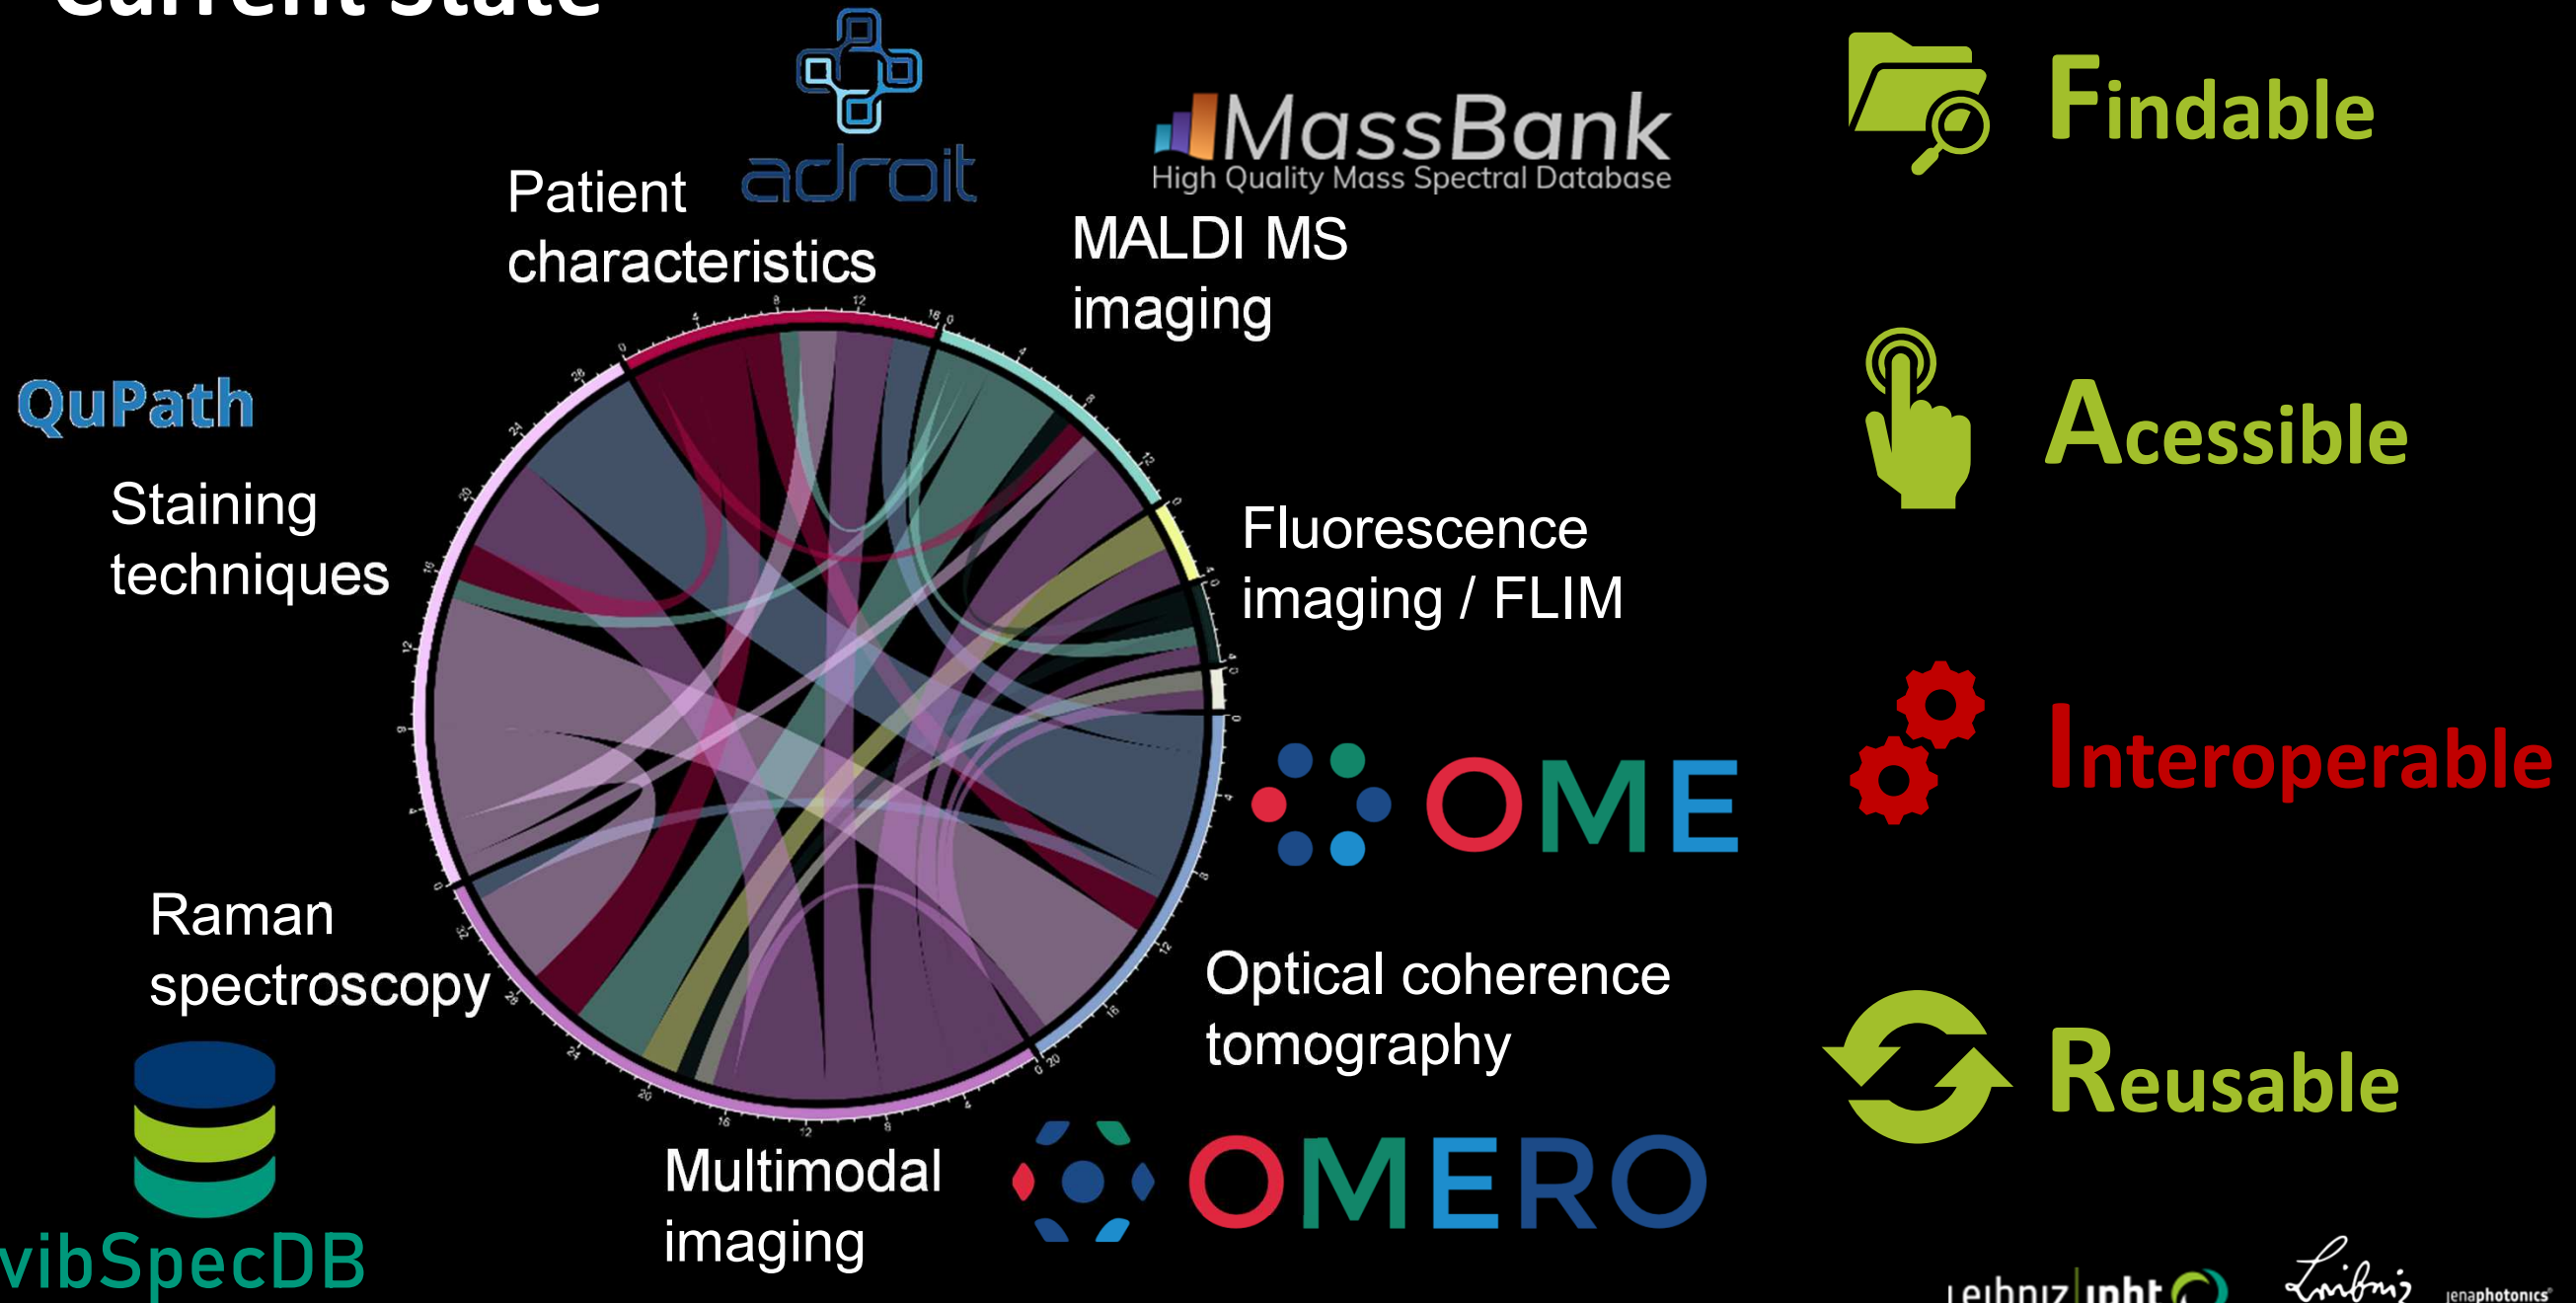 Current State
adroit
MassBank
High Quality Mass Spectral Database
Patient
characteristics
MALDI MS
imaging
QuPath
Staining
techniques
Fluorescence
imaging / FLIM
OME
Raman
spectroscopy
Optical coherence
tomography
vibSpecDB
Multimodal
imaging
OMERO
Findable
Acessible
Interoperable
Reusable
Leibniz ipht
Leibniz
jenaphotonics